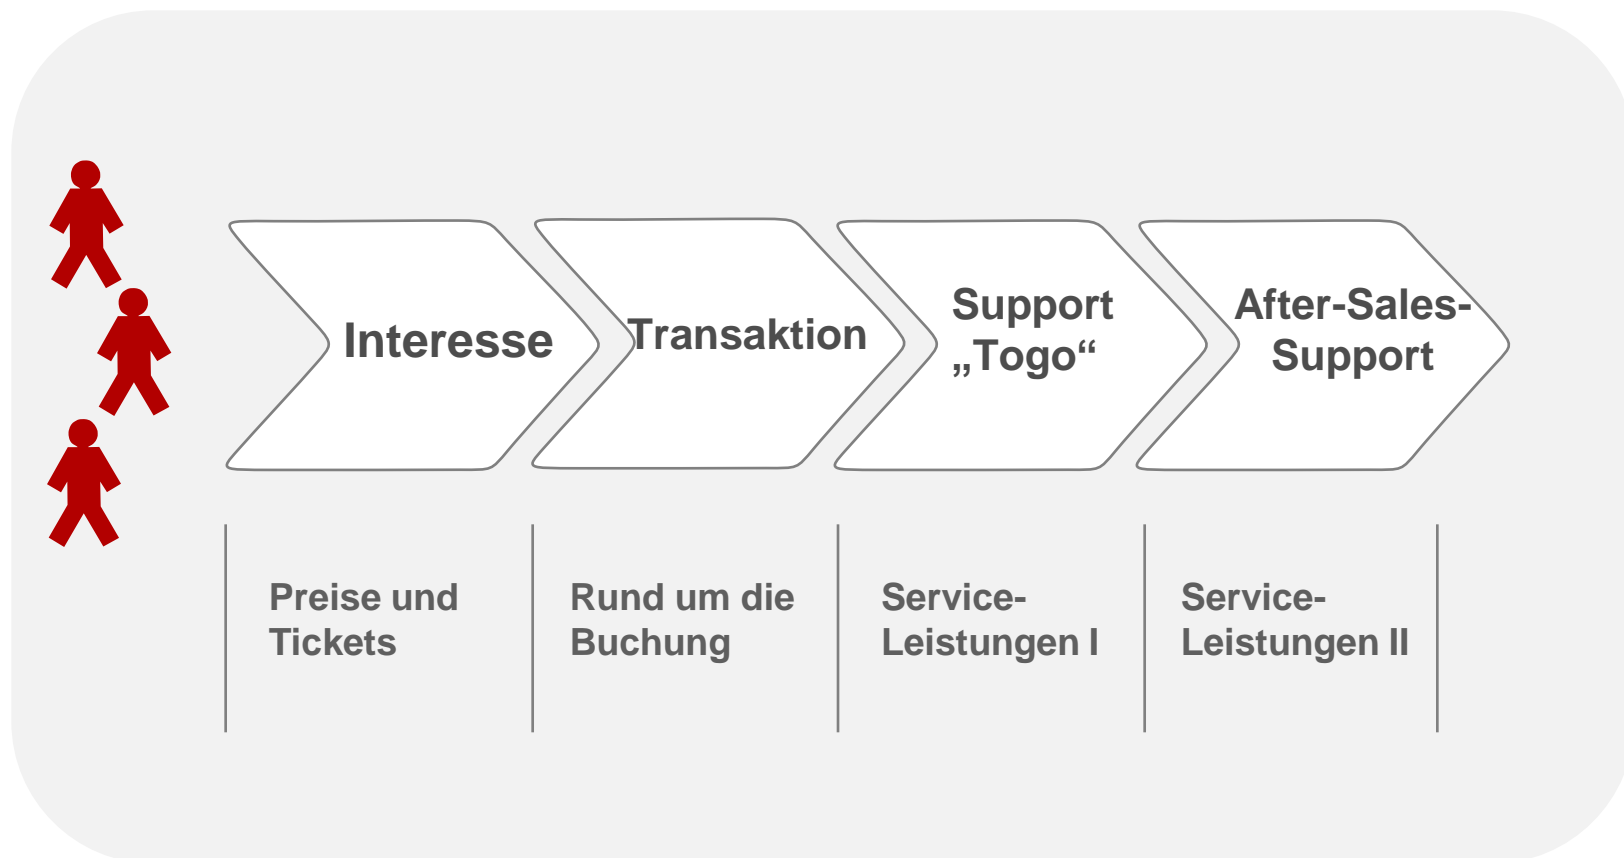 Interesse
Transaktion
Support
„Togo“
After-Sales-
Support
Preise und
Tickets
Rund um die
Buchung
Service-
Leistungen I
Service-
Leistungen II